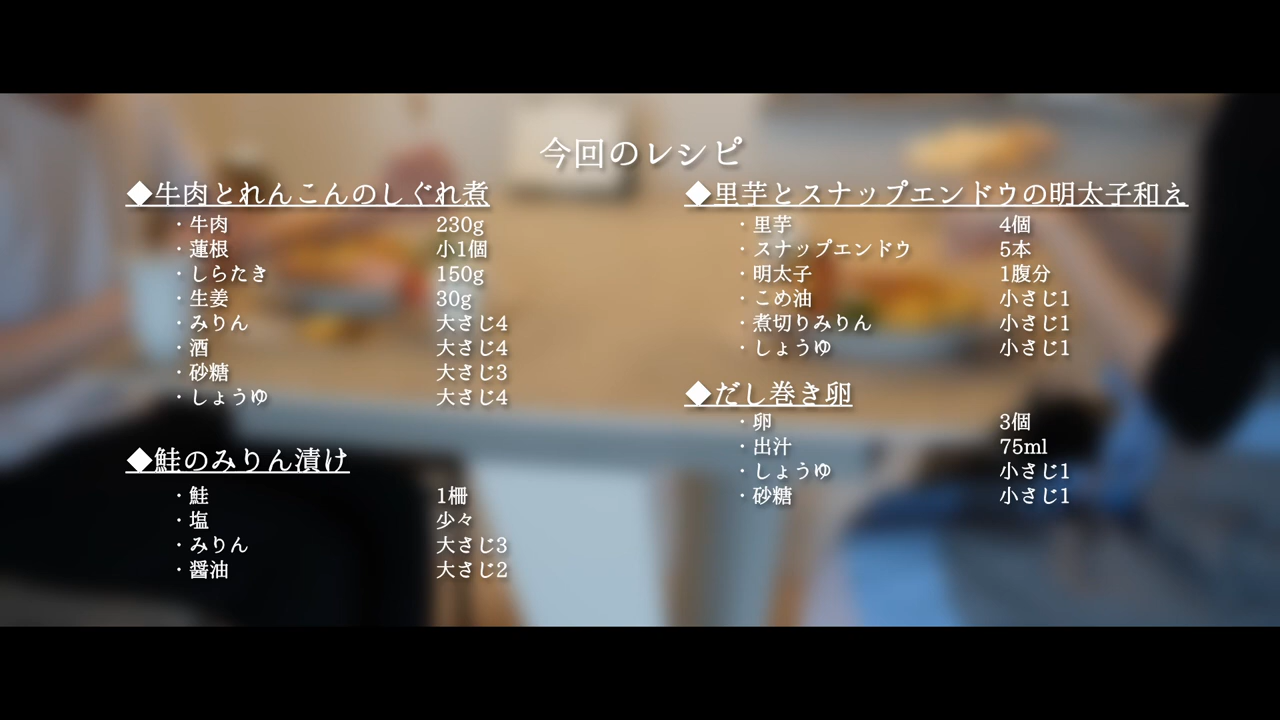 今回のレシピ
◆牛肉とれんこんのしぐれ煮
・牛肉 230g
・蓮根 小1個
・しらたき 150g
・生姜 30g
・みりん 大さじ4
・酒 大さじ4
・砂糖 大さじ3
・しょうゆ 大さじ4
◆鮭のみりん漬け
・鮭 1柵
・塩 少々
・みりん 大さじ3
・醤油 大さじ2
◆里芋とスナップエンドウの明太子和え
・里芋 4個
・スナップエンドウ 5本
・明太子 1腹分
・こめ油 小さじ1
・煮切りみりん 小さじ1
・しょうゆ 小さじ1
◆だし巻き卵
・卵 3個
・出汁 75ml
・しょうゆ 小さじ1
・砂糖 小さじ1